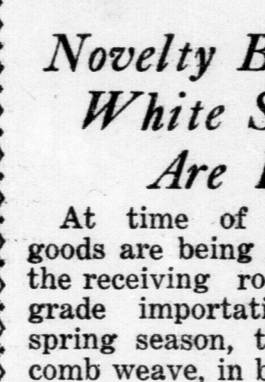 Novelty B
White S
Are
At time of
goods are being
the receiving ro
grade importati
spring season, t
comb weave, in b